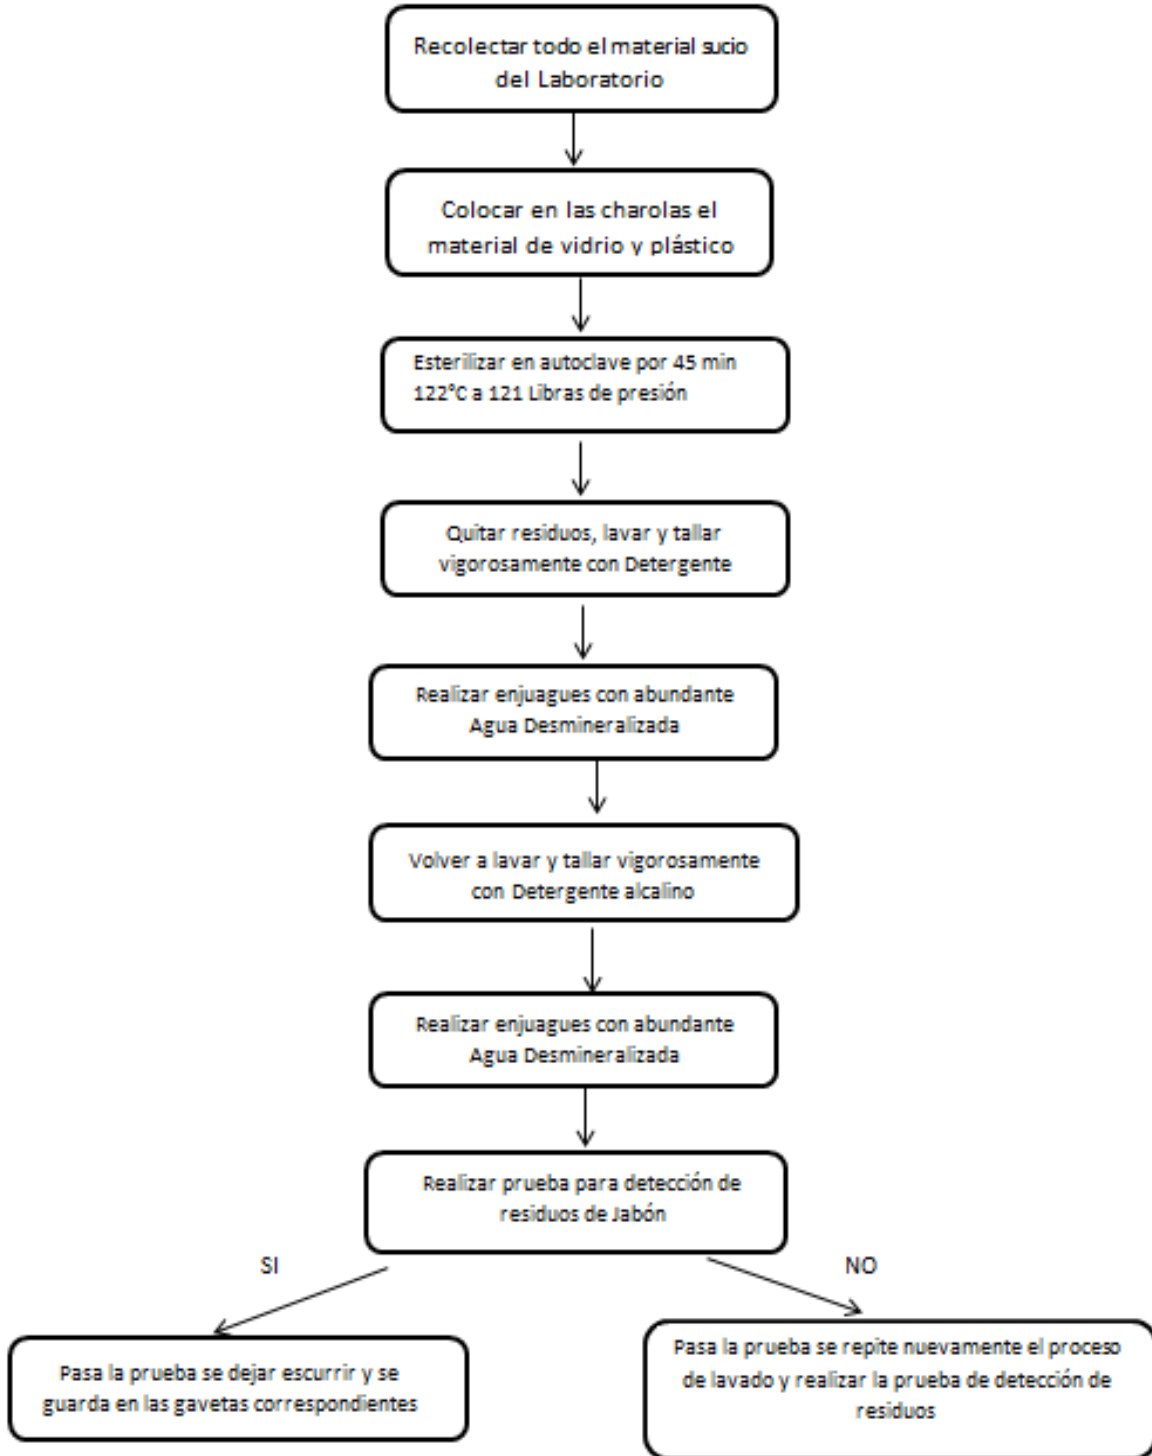 Recolectar todo el material sucio
del Laboratorio
Colocar en las charolas el
material de vidrio y plástico
Esterilizar en autoclave por 45 min
122°C a 121 Libras de presión
Quitar residuos, lavar y tallar
vigorosamente con Detergente
Realizar enjuagues con abundante
Agua Desmineralizada
Volver a lavar y tallar vigorosamente
con Detergente alcalino
Realizar enjuagues con abundante
Agua Desmineralizada
Realizar prueba para detección de
residuos de Jabón
SI
NO
Pasa la prueba se dejar escurrir y se
guarda en las gavetas correspondientes
Pasa la prueba se repite nuevamente el proceso
de lavado y realizar la prueba de detección de
residuos